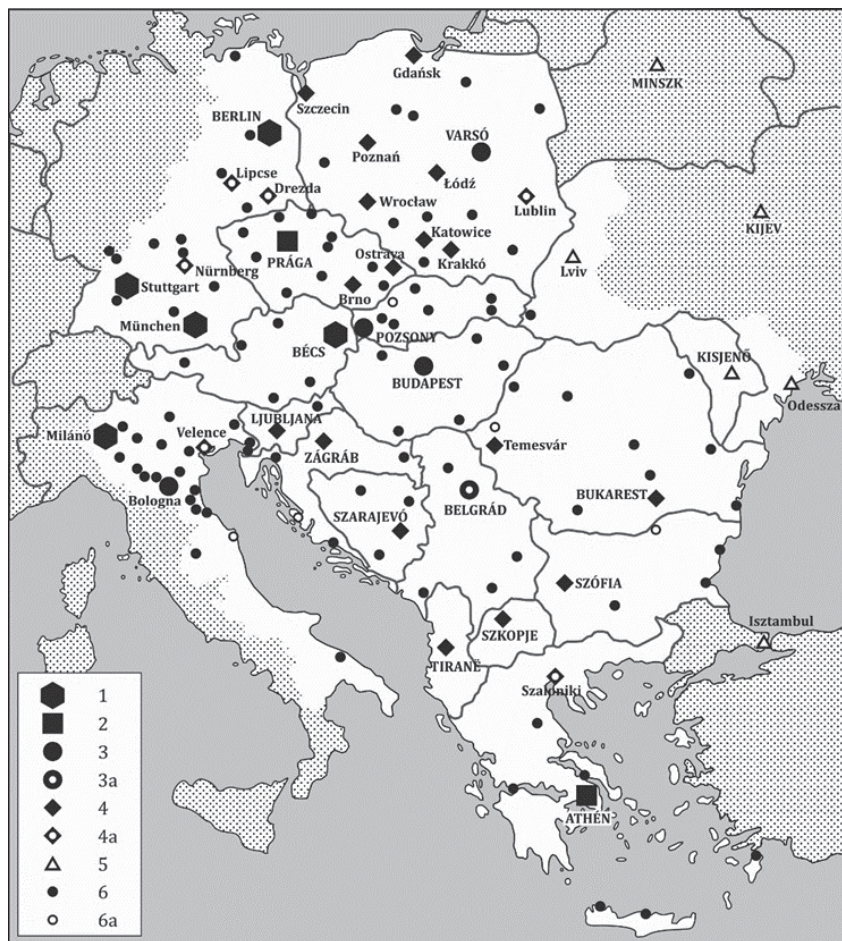 Gdańsk
MINSZK
Szczecin
BERLIN
VARSÓ
Poznań
Łódź
Lipcse
Drezda
Wrocław
Lublin
KIJEV
Katowice
Krakkó
Ostrava
PRÁGA
Nürnberg
Lviv
Stuttgart
Brno
München
BÉCS
POZSONY
KISJENŐ
BUDAPEST
Odessza
LJUBLJANA
Milánó
Velence
ZÁGRÁB
Temesvár
Bologna
BELGRÁD
BUKAREST
SZARAJEVÓ
SZÓFIA
Isztambul
SZKOPJE
TIRANË
Szaloniki
ATHÉN
1
2
3
3a
4
4a
5
6
6a